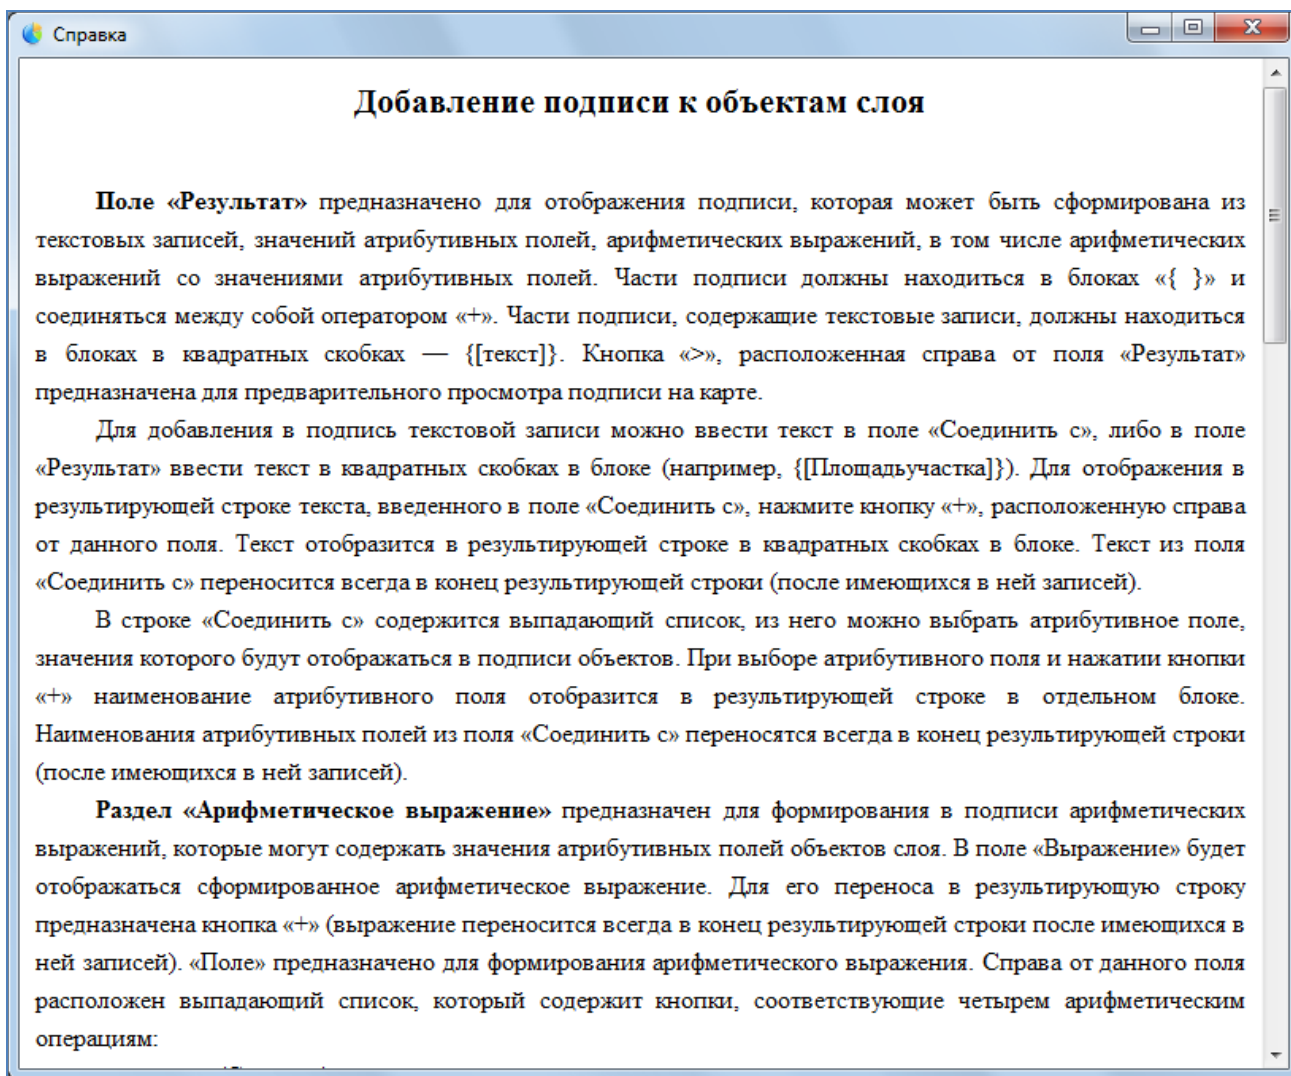 Справка
Добавление подписи к объектам слоя
Поле «Результат» предназначено для отображения подписи, которая может быть сформирована из
текстовых записей, значений атрибутивных полей, арифметических выражений, в том числе арифметических
выражений со значениями атрибутивных полей. Части подписи должны находиться в блоках «{ }» и
соединяться между собой оператором «+». Части подписи, содержащие текстовые записи, должны находиться
в блоках в квадратных скобках — {[текст]}. Кнопка «>», расположенная справа от поля «Результат»
предназначена для предварительного просмотра подписи на карте.
Для добавления в подпись текстовой записи можно ввести текст в поле «Соединить с», либо в поле
«Результат» ввести текст в квадратных скобках в блоке (например, {[Площадьучастка]}). Для отображения в
результирующей строке текста, введенного в поле «Соединить с», нажмите кнопку «+», расположенную справа
от данного поля. Текст отобразится в результирующей строке в квадратных скобках в блоке. Текст из поля
«Соединить с» переносится всегда в конец результирующей строки (после имеющихся в ней записей).
В строке «Соединить с» содержится выпадающий список, из него можно выбрать атрибутивное поле,
значения которого будут отображаться в подписи объектов. При выборе атрибутивного поля и нажатии кнопки
«+» наименование атрибутивного поля отобразится в результирующей строке в отдельном блоке.
Наименования атрибутивных полей из поля «Соединить с» переносятся всегда в конец результирующей строки
(после имеющихся в ней записей).
Раздел «Арифметическое выражение» предназначен для формирования в подписи арифметических
выражений, которые могут содержать значения атрибутивных полей объектов слоя. В поле «Выражение» будет
отображаться сформированное арифметическое выражение. Для его переноса в результирующую строку
предназначена кнопка «+» (выражение переносится всегда в конец результирующей строки после имеющихся в
ней записей). «Поле» предназначено для формирования арифметического выражения. Справа от данного поля
расположен выпадающий список, который содержит кнопки, соответствующие четырем арифметическим
операциям: